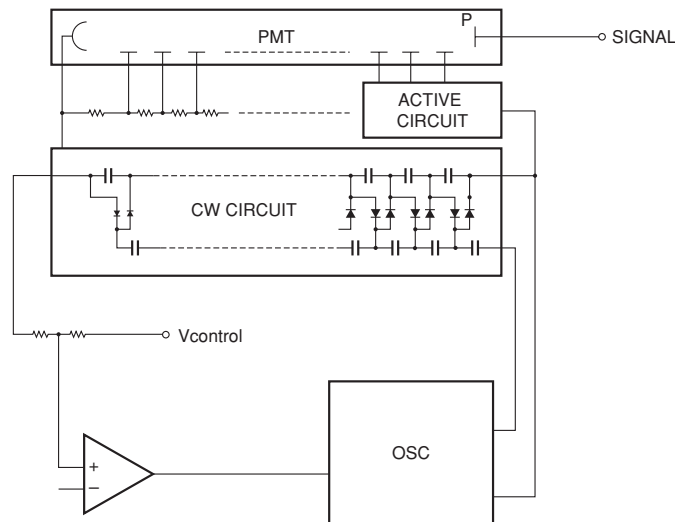 P
PMT
SIGNAL
ACTIVE
CIRCUIT
CW CIRCUIT
Vcontrol
+
−
OSC